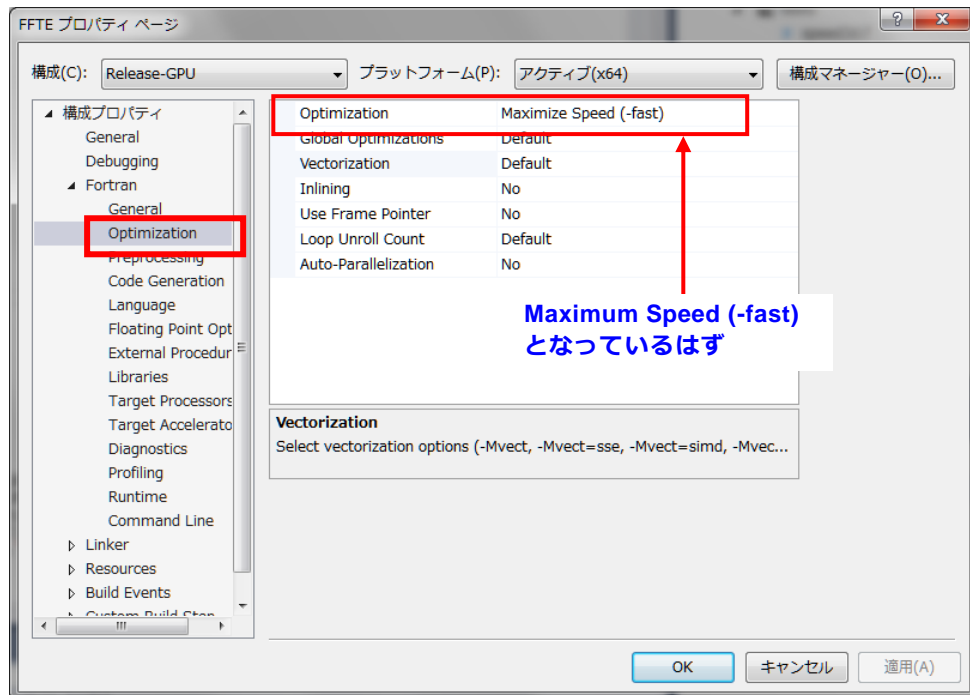 FFTE プロパティ ページ
構成(C): Release-GPU プラットフォーム(P): アクティブ(x64) 構成マネージャー(O)...
構成プロパティ
General
Debugging
Fortran
General
Optimization
Preprocessing
Code Generation
Language
Floating Point Opt
External Procedur
Libraries
Target Processors
Target Accelerato
Diagnostics
Profiling
Runtime
Command Line
Linker
Resources
Build Events
Custom Build Step
Optimization Maximize Speed (-fast)
Global Optimizations Default
Vectorization Default
Inlining No
Use Frame Pointer No
Loop Unroll Count Default
Auto-Parallelization No
Maximum Speed (-fast)
となっているはず
Vectorization
Select vectorization options (-Mvect, -Mvect=sse, -Mvect=simd, -Mvec...
OK キャンセル 適用(A)